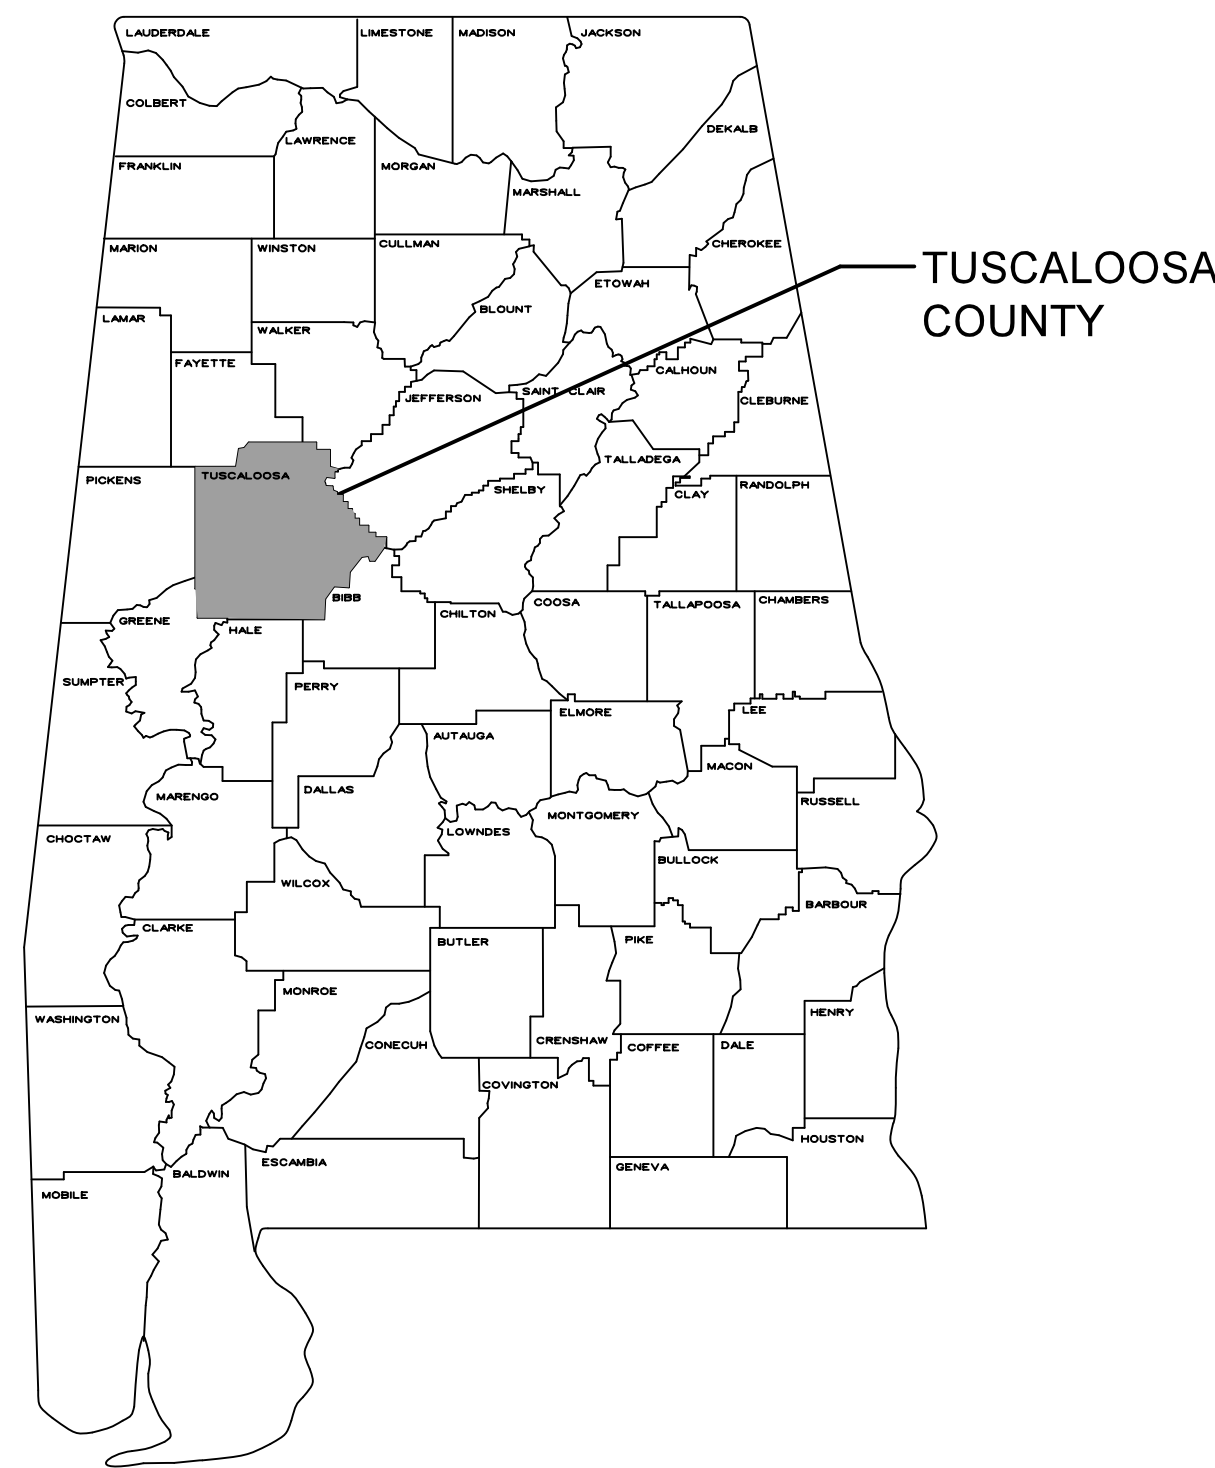 LAUDERDALE
LIMESTONE
MADISON
JACKSON
COLBERT
LAWRENCE
DEKALB
FRANKLIN
MORGAN
MARSHALL
MARION
WINSTON
CULLMAN
CHEROKEE
TUSCALOOSA
COUNTY
ETOWAH
BLOUNT
LAMAR
WALKER
FAYETTE
CALHOUN
SAINT CLAIR
JEFFERSON
CLEBURNE
TALLADEGA
PICKENS
TUSCALOOSA
SHELBY
CLAY
RANDOLPH
BIBB
COOSA
TALLAPOOSA
CHAMBERS
GREENE
HALE
CHILTON
SUMPTER
PERRY
ELMORE
LEE
AUTAUGA
MACON
DALLAS
MARENGO
RUSSELL
MONTGOMERY
CHOCTAW
LOWNDES
BULLOCK
WILCOX
BARBOUR
CLARKE
BUTLER
PIKE
MONROE
WASHINGTON
HENRY
CONECUH
CRENSHAW
COFFEE
DALE
COVINGTON
HOUSTON
ESCAMBIA
GENEVA
BALDWIN
MOBILE